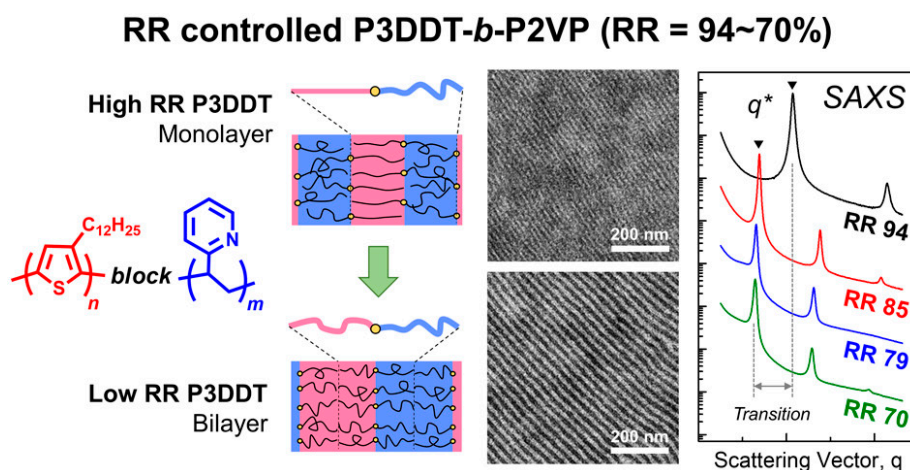 RR controlled P3DDT-b-P2VP (RR = 94~70%)
High RR P3DDT
Monolayer
C12H25
S
n
block
N
m
Low RR P3DDT
Bilayer
200 nm
200 nm
SAXS
q*
RR 94
RR 85
RR 79
RR 70
Transition
Scattering Vector, q